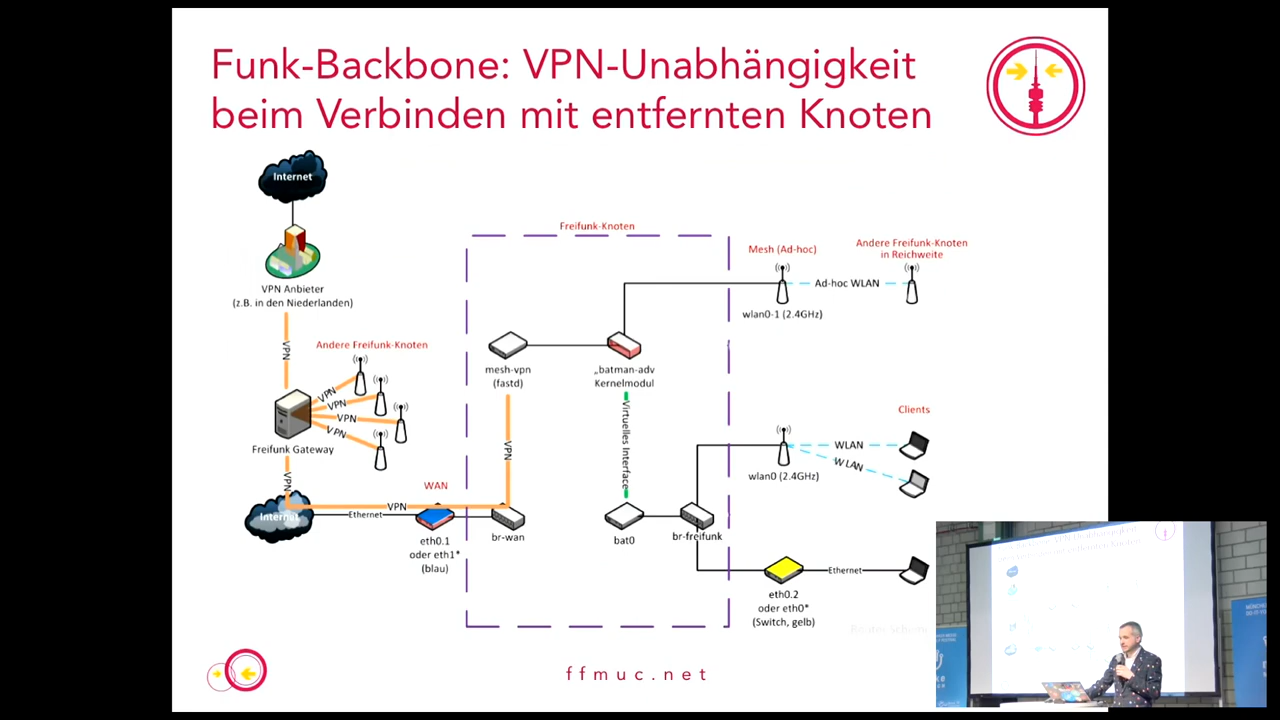 Funk-Backbone: VPN-Unabhängigkeit
beim Verbinden mit entfernten Knoten
Internet
VPN Anbieter
(z.B. in den Niederlanden)
VPN
Andere Freifunk-Knoten
VPN
VPN
VPN
VPN
Freifunk Gateway
VPN
Internet
Ethernet
VPN
WAN
eth0.1
oder eth1*
(blau)
Freifunk-Knoten
mesh-vpn
(fastd)
„batman-adv
Kernelmodul
VPN
Virtuelles Interface
br-wan
bat0
br-freifunk
Mesh (Ad-hoc)
Andere Freifunk-Knoten
in Reichweite
Ad-hoc WLAN
wlan0-1 (2.4GHz)
Clients
WLAN
WLAN
wlan0 (2.4GHz)
Ethernet
eth0.2
oder eth0*
(Switch, gelb)
Router-Schema
ffmuc.net